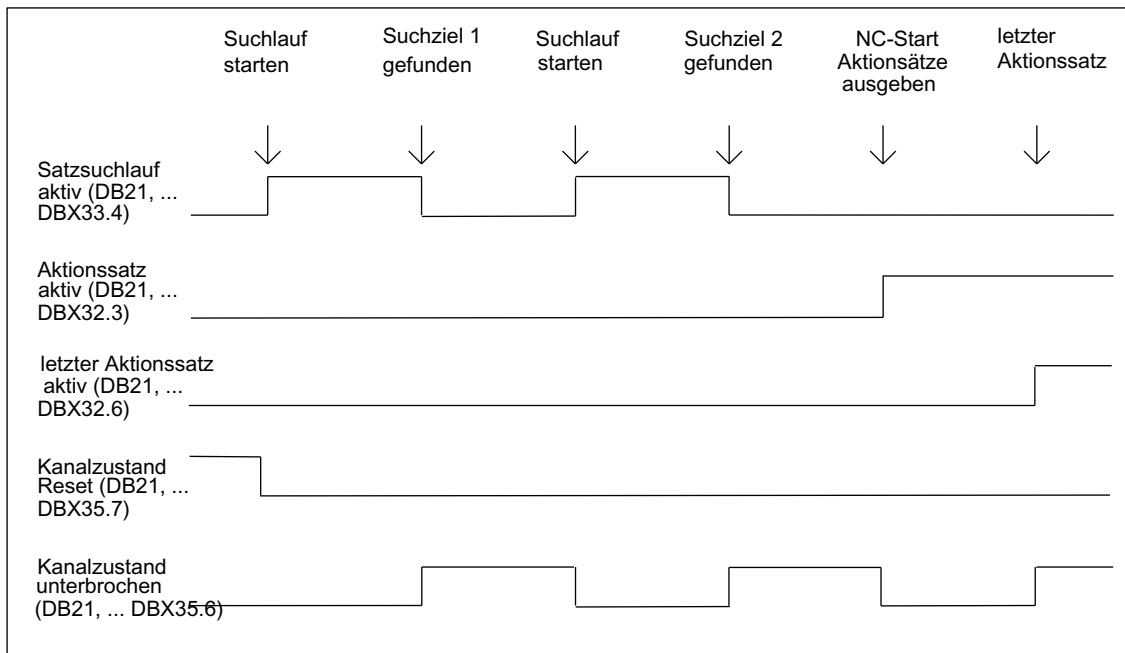 Suchlauf
starten
Suchziel 1
gefunden
Suchlauf
starten
Suchziel 2
gefunden
NC-Start
Aktionsätze
ausgeben
letzter
Aktionssatz
Satzsuchlauf
aktiv (DB21, ...
DBX33.4)
Aktionssatz
aktiv (DB21, ...
DBX32.3)
letzter Aktionssatz
aktiv (DB21, ...
DBX32.6)
Kanalzustand
Reset (DB21, ...
DBX35.7)
Kanalzustand
unterbrochen
(DB21, ... DBX35.6)